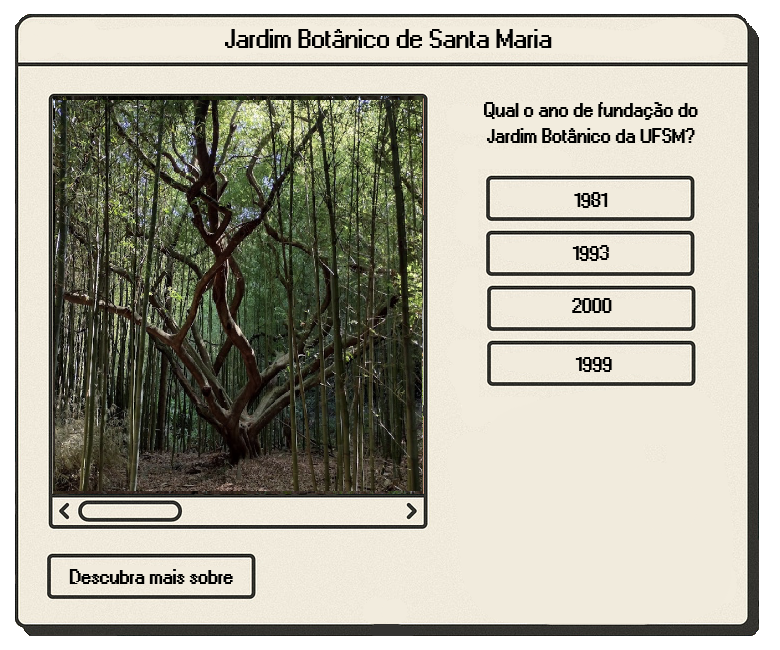 Jardim Botânico de Santa Maria
Qual o ano de fundação do
Jardim Botânico da UFSM?
1981
1993
2000
1999
Descubra mais sobre